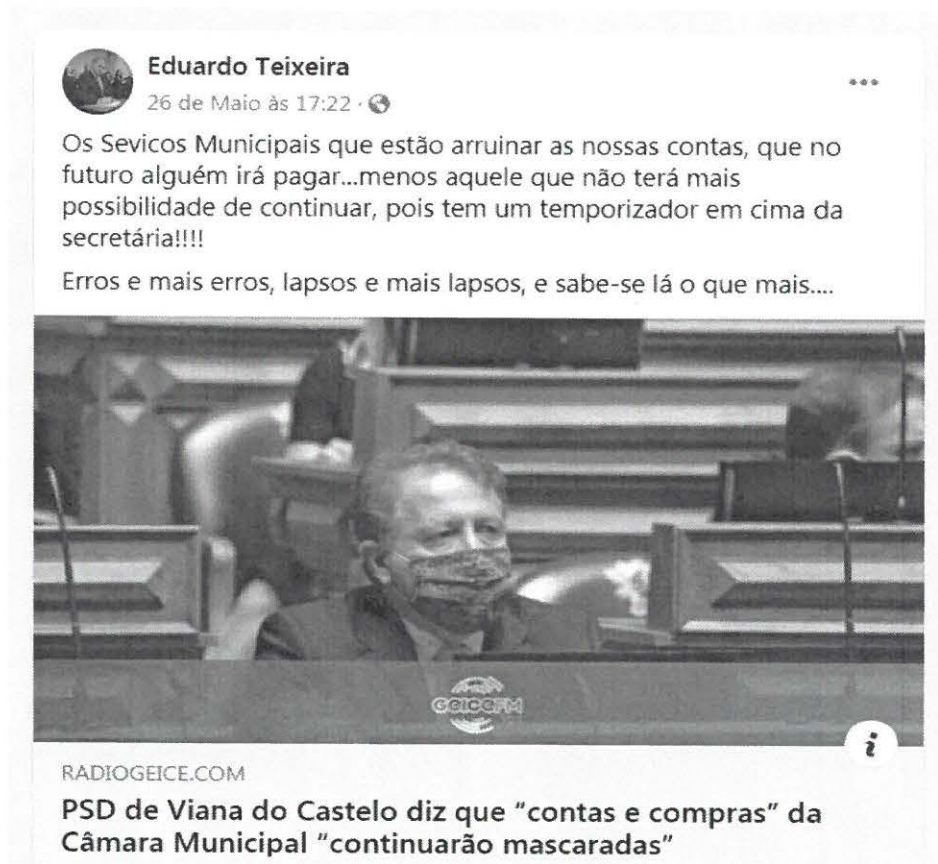 Eduardo Teixeira
26 de Maio às 17:22 ·
...
Os Sevicos Municipais que estão arruinar as nossas contas, que no
futuro alguém irá pagar...menos aquele que não terá mais
possibilidade de continuar, pois tem um temporizador em cima da
secretária!!!!
Erros e mais erros, lapsos e mais lapsos, e sabe-se lá o que mais....
GEICEFM
i
RADIOGEICE.COM
PSD de Viana do Castelo diz que “contas e compras” da
Câmara Municipal “continuarão mascaradas”